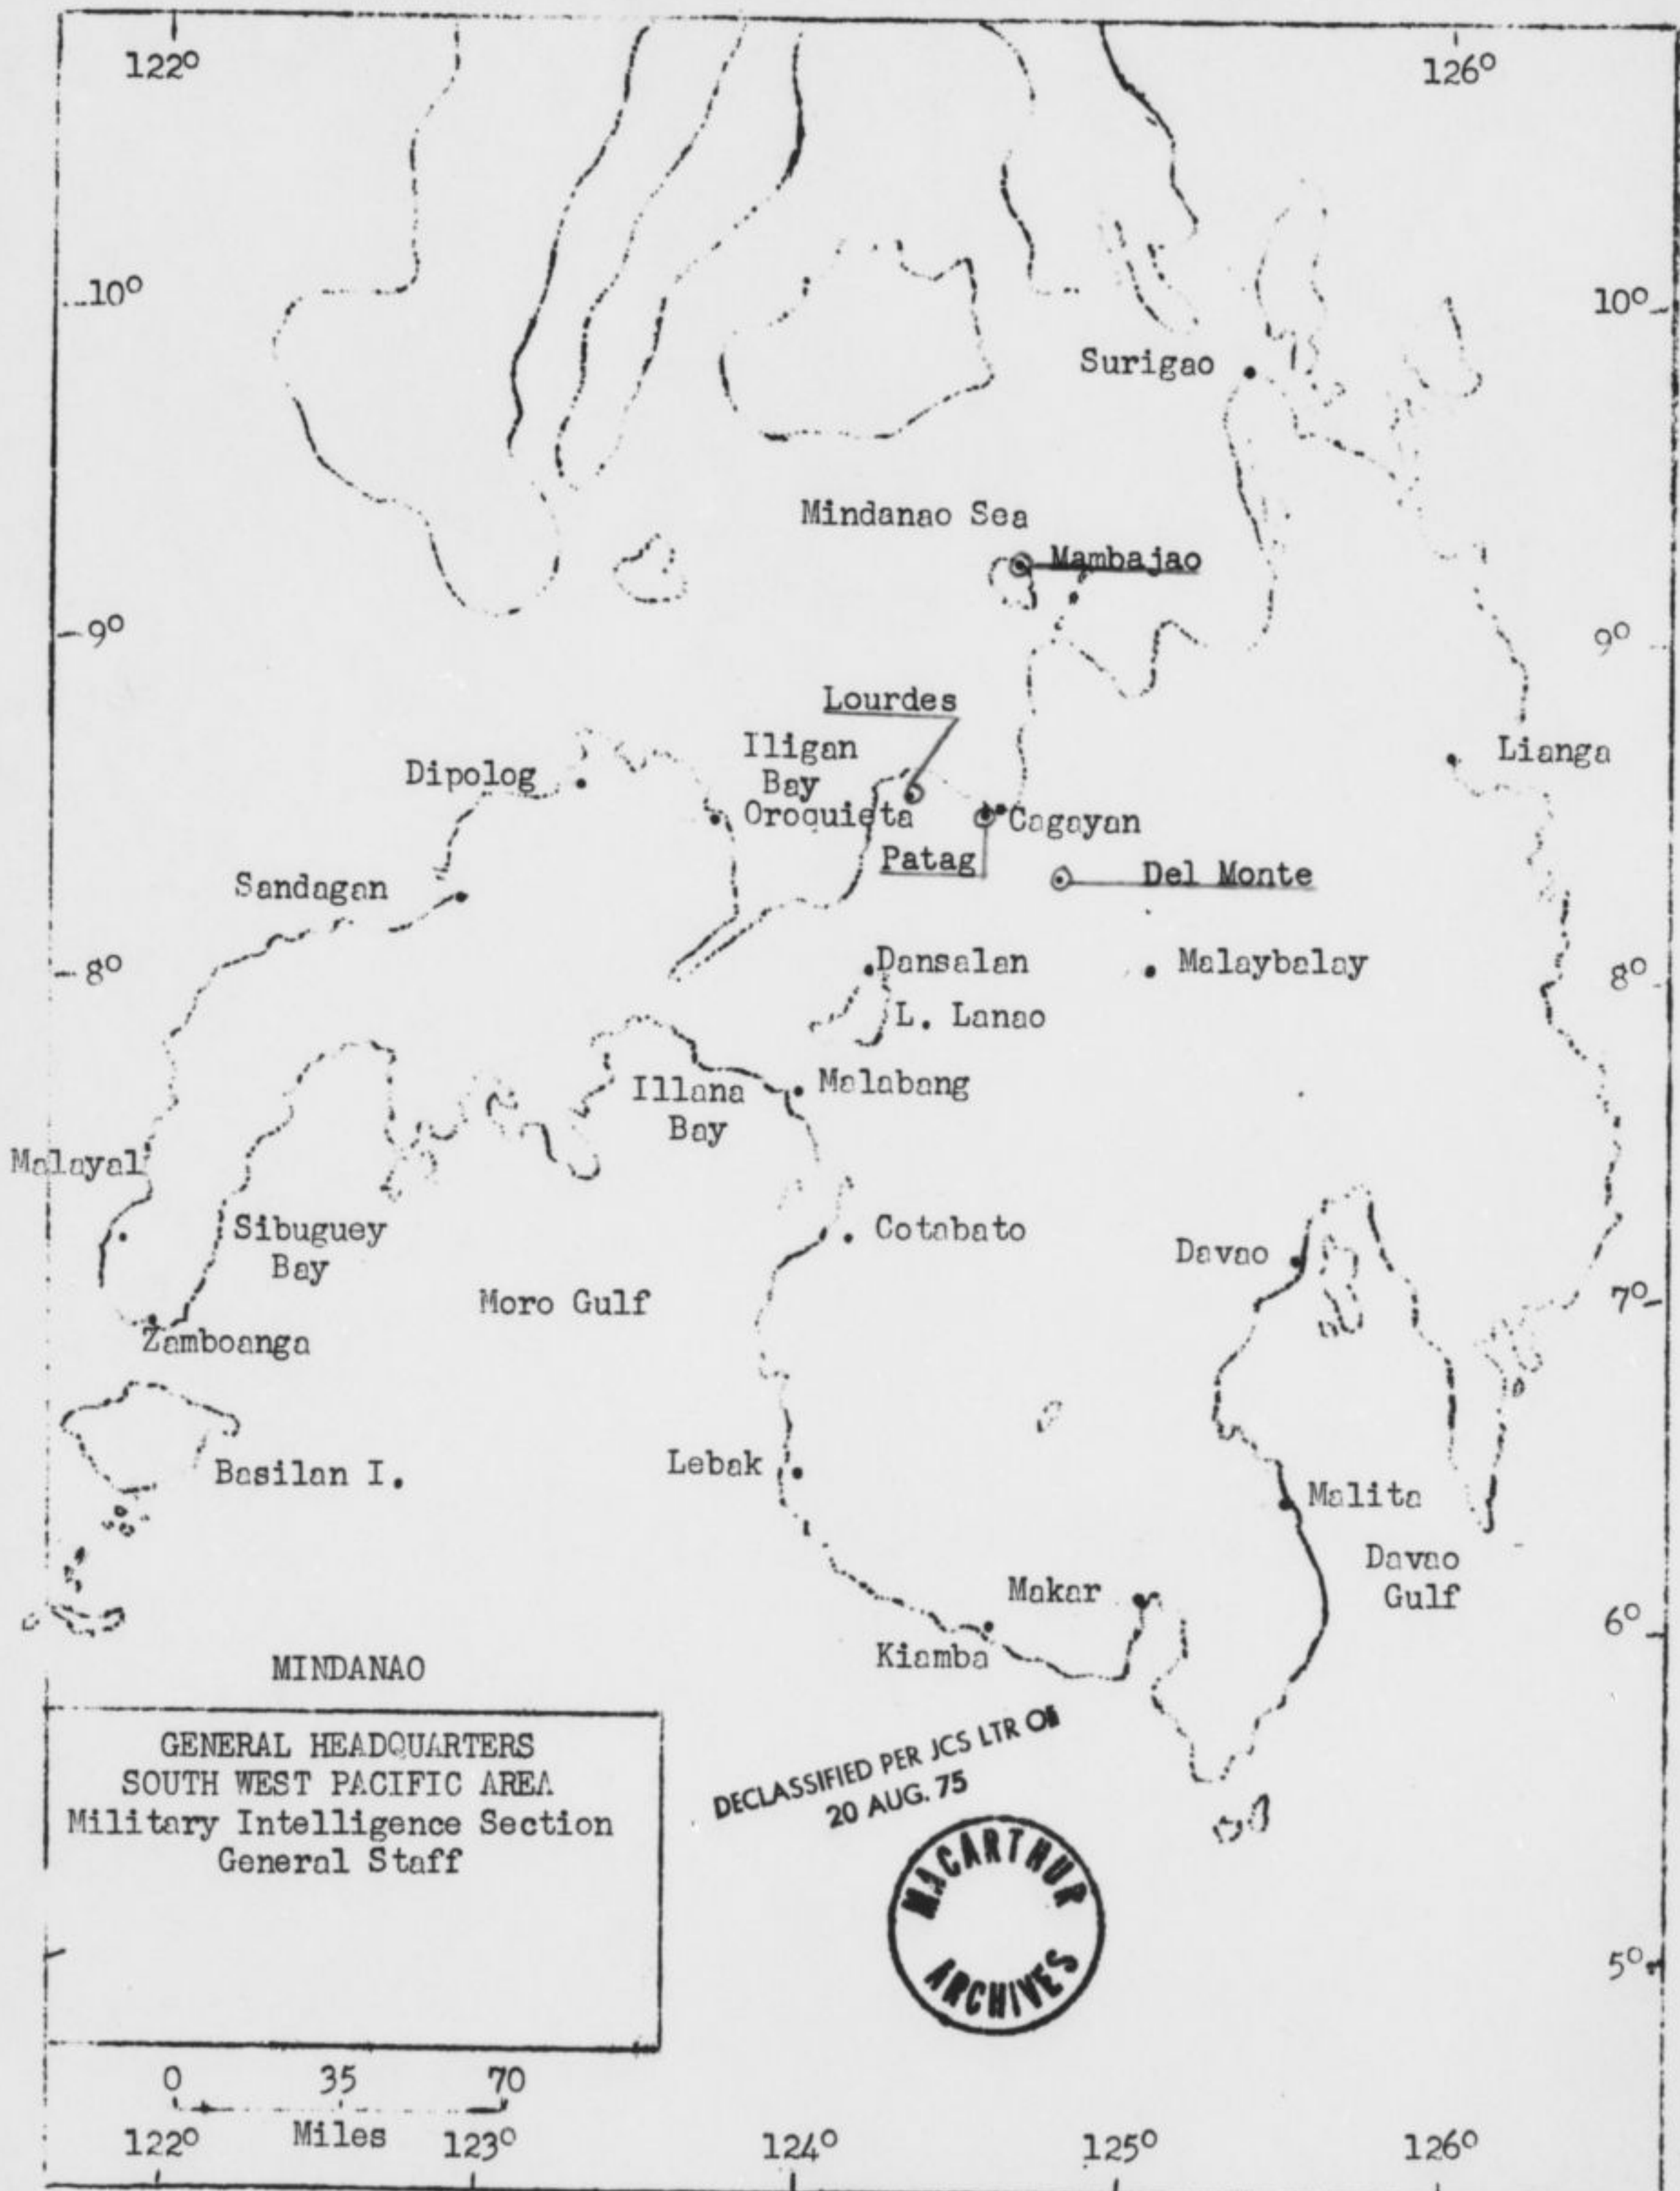 122°
126°
10°
10°
Surigao
Mindanao Sea
Mambajao
9°
9°
Lourdes
Iligan
Bay
Lianga
Dipolog
Oroquieta
Cagayan
Patag
Del Monte
Sandagan
8°
Dansalan
Malaybalay
8°
L. Lanao
Illana
Bay
Malabang
Malayal
Sibuguey
Bay
Cotabato
Davao
Moro Gulf
7°
Zamboanga
Basilan I.
Lebak
Malita
Davao
Gulf
Makar
6°
Kiamba
MINDANAO
GENERAL HEADQUARTERS
SOUTH WEST PACIFIC AREA
Military Intelligence Section
General Staff
DECLASSIFIED PER JCS LTR OF
20 AUG. 75
MACARTHUR
ARCHIVES
5°
0 35 70
Miles
122° 123° 124° 125° 126°